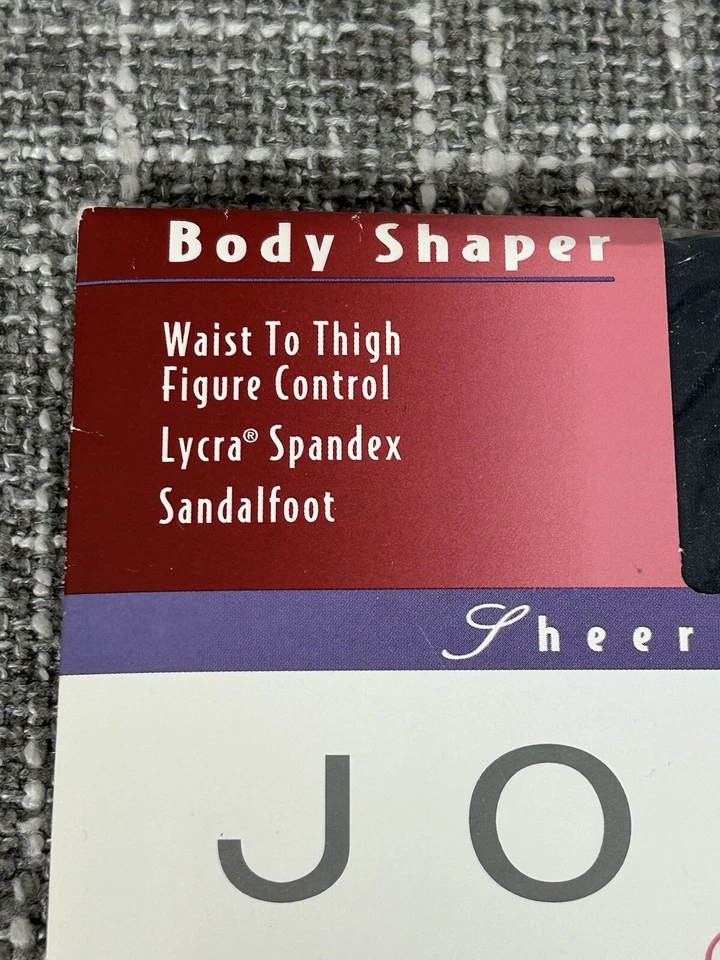 Body Shaper
Waist To Thigh
Figure Control
Lycra® Spandex
Sandalfoot
Sheer
JO